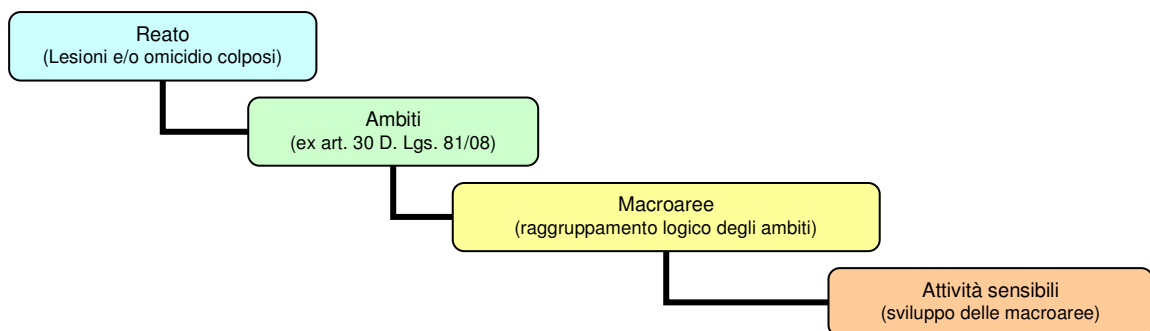 Reato
(Lesioni e/o omicidio colposi)
Ambiti
(ex art. 30 D. Lgs. 81/08)
Macroaree
(raggruppamento logico degli ambiti)
Attività sensibili
(sviluppo delle macroaree)